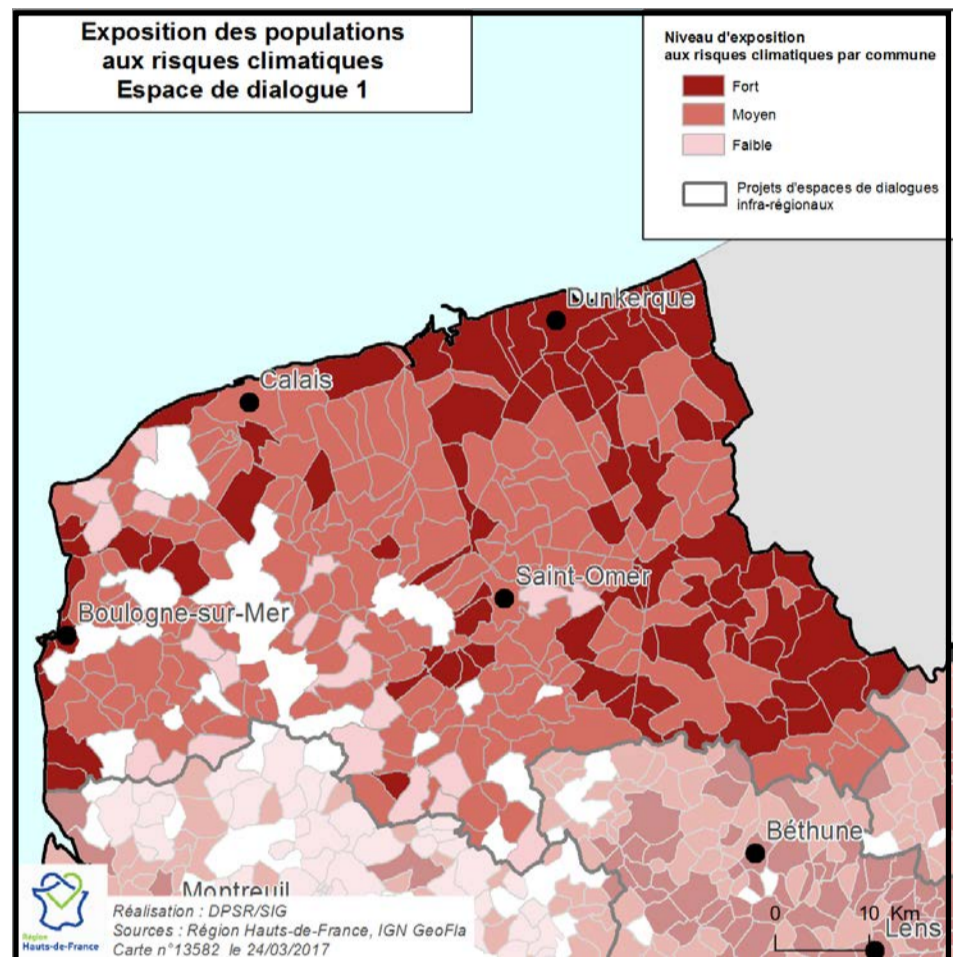 Exposition des populations
aux risques climatiques
Espace de dialogue 1
Niveau d'exposition
aux risques climatiques par commune
Fort
Moyen
Faible
Projets d'espaces de dialogues
infra-régionaux
Dunkerque
Calais
Saint-Omer
Boulogne-sur-Mer
Béthune
Montreuil
0 10 Km
Lens
Région
Hauts-de-France
Réalisation : DPSR/SIG
Sources : Région Hauts-de-France, IGN GeoFla
Carte n°13582 le 24/03/2017